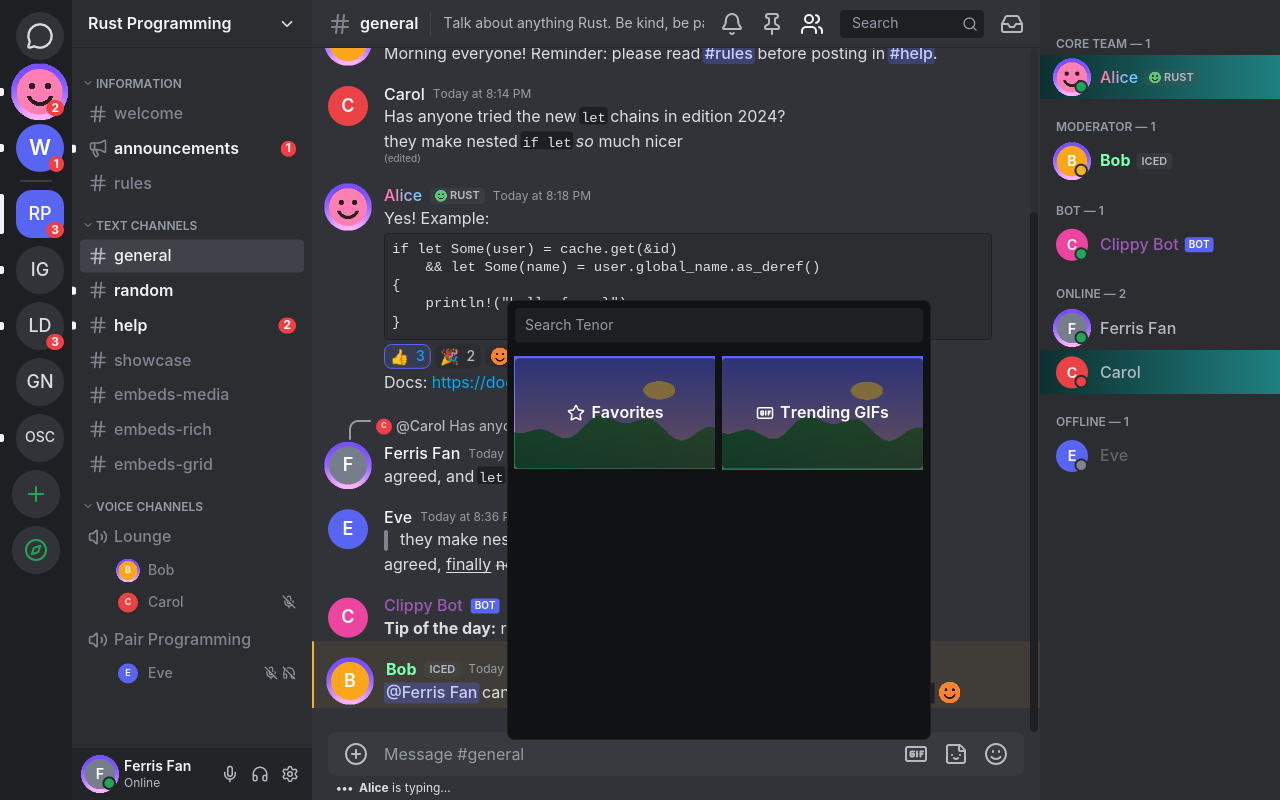 Rust Programming
general
Talk about anything Rust. Be kind, be pa
Search
2
W
1
RP
3
IG
LD
3
GN
OSC
INFORMATION
welcome
announcements
1
rules
TEXT CHANNELS
general
random
help
2
showcase
embeds-media
embeds-rich
embeds-grid
VOICE CHANNELS
Lounge
B
Bob
C
Carol
Pair Programming
E
Eve
F
Ferris Fan
Online
Morning everyone! Reminder: please read #rules before posting in #help.
C
Carol Today at 8:14 PM
Has anyone tried the new let chains in edition 2024?
they make nested if let so much nicer
(edited)
Alice RUST Today at 8:18 PM
Yes! Example:
if let Some(user) = cache.get(&id)
&& let Some(name) = user.global_name.as_deref()
{
println!("
}
👍 3 🎉 2
Docs: https://do
C @Carol Has anyo
F
Ferris Fan Today
agreed, and let
E
Eve Today at 8:36 P
they make nes
agreed, finally
C
Clippy Bot BOT
Tip of the day: r
B
Bob ICED Today
@Ferris Fan can
Search Tenor
Favorites
GIF Trending GIFs
Message #general
GIF
Alice is typing...
CORE TEAM — 1
Alice RUST
MODERATOR — 1
B
Bob ICED
BOT — 1
C
Clippy Bot BOT
ONLINE — 2
F
Ferris Fan
C
Carol
OFFLINE — 1
E
Eve